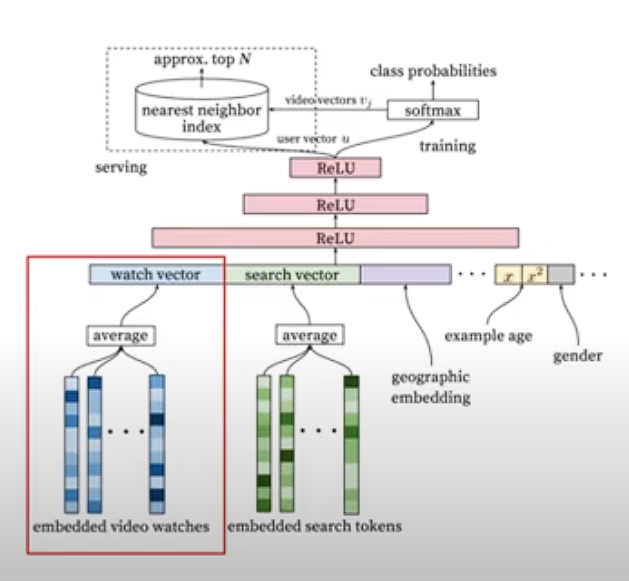 approx. top N
class probabilities
nearest neighbor
index
video vectors vⱼ
softmax
user vector u
training
serving
ReLU
ReLU
ReLU
watch vector
search vector
x
x²
average
average
example age
gender
geographic
embedding
embedded video watches
embedded search tokens